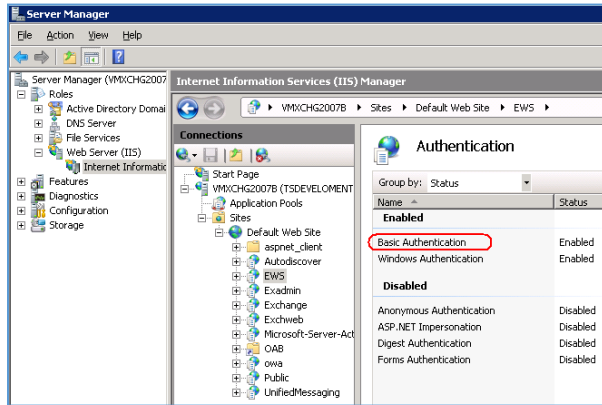 Server Manager
File Action View Help
Server Manager (VMXCHG2007
Roles
Active Directory Domai
DNS Server
File Services
Web Server (IIS)
Internet Informatic
Features
Diagnostics
Configuration
Storage
Internet Information Services (IIS) Manager
VMXCHG2007B Sites Default Web Site EWS
Connections
Start Page
VMXCHG2007B (TSDEVELOMENT
Application Pools
Sites
Default Web Site
aspnet_client
Autodiscover
EWS
Exadmin
Exchange
Exchweb
Microsoft-Server-Act
OAB
owa
Public
UnifiedMessaging
Authentication
Group by: Status
Name Status
Enabled
Basic Authentication Enabled
Windows Authentication Enabled
Disabled
Anonymous Authentication Disabled
ASP.NET Impersonation Disabled
Digest Authentication Disabled
Forms Authentication Disabled